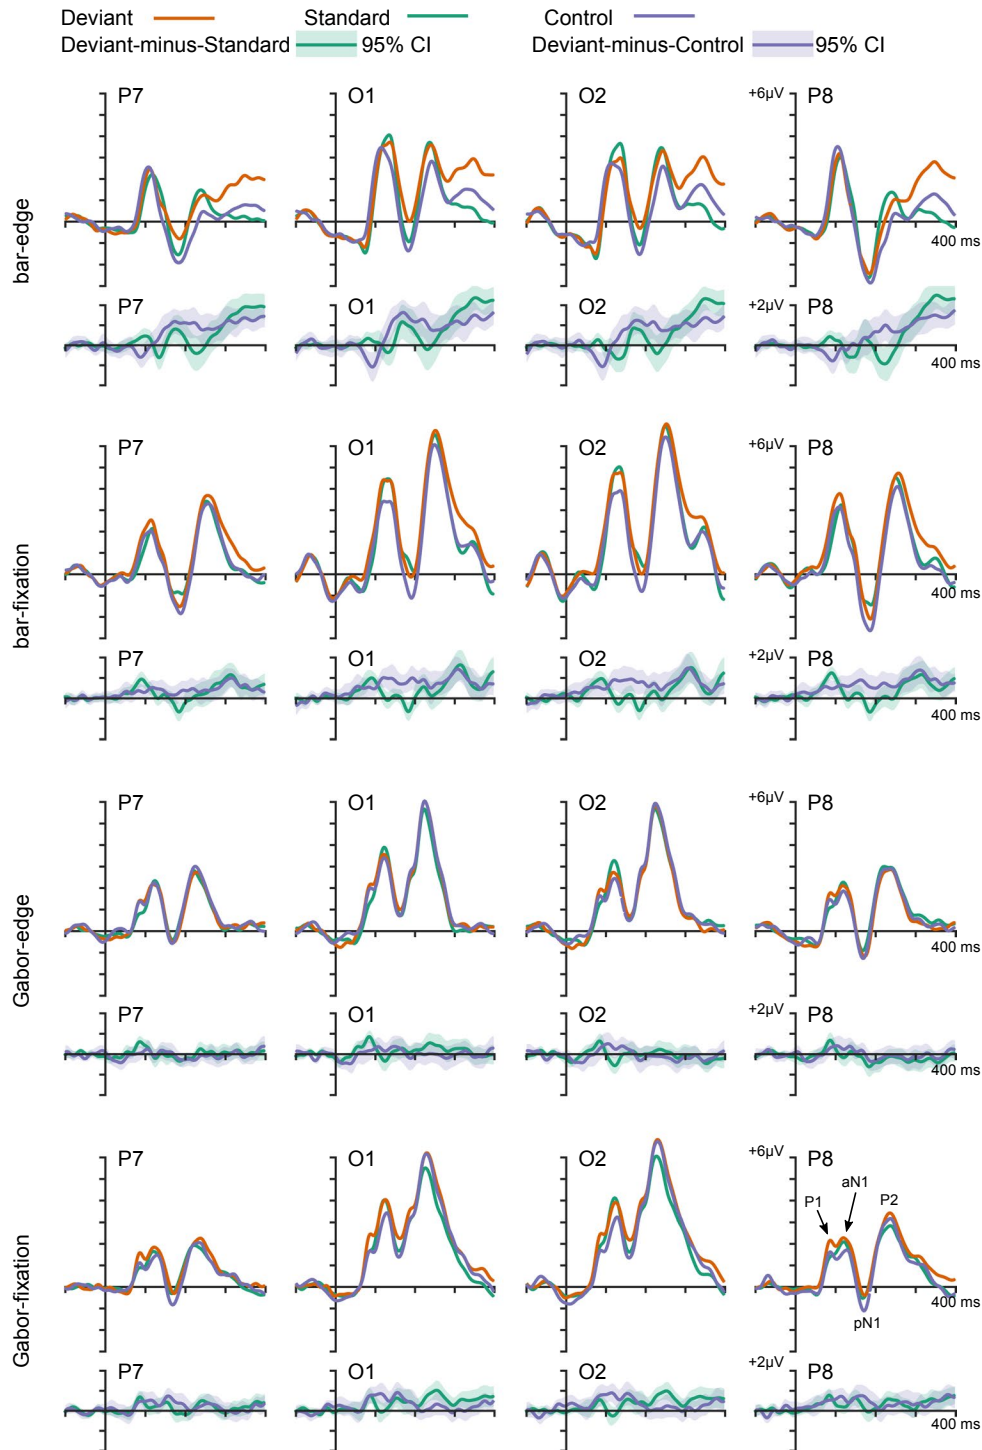 Deviant Standard Control
Deviant-minus-Standard 95% CI Deviant-minus-Control 95% CI
bar-edge
P7 O1 O2 +6µV P8
400 ms
P7 O1 O2 +2µV P8
400 ms
bar-fixation
P7 O1 O2 +6µV P8
400 ms
P7 O1 O2 +2µV P8
400 ms
Gabor-edge
P7 O1 O2 +6µV P8
400 ms
P7 O1 O2 +2µV P8
400 ms
Gabor-fixation
P7 O1 O2 +6µV P8
aN1
P1 P2
400 ms
pN1
P7 O1 O2 +2µV P8
400 ms